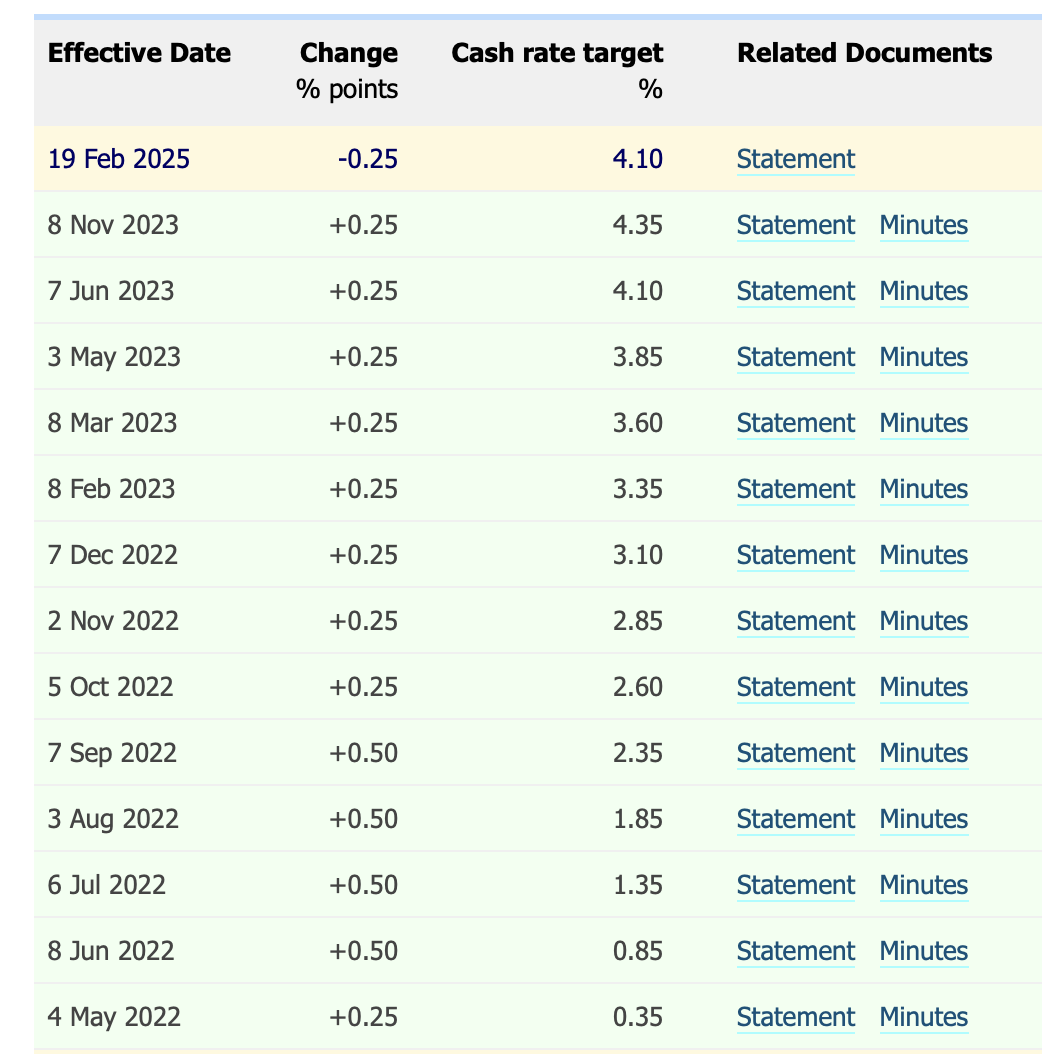 Effective Date Change Cash rate target Related Documents
% points %
19 Feb 2025 -0.25 4.10 Statement
8 Nov 2023 +0.25 4.35 Statement Minutes
7 Jun 2023 +0.25 4.10 Statement Minutes
3 May 2023 +0.25 3.85 Statement Minutes
8 Mar 2023 +0.25 3.60 Statement Minutes
8 Feb 2023 +0.25 3.35 Statement Minutes
7 Dec 2022 +0.25 3.10 Statement Minutes
2 Nov 2022 +0.25 2.85 Statement Minutes
5 Oct 2022 +0.25 2.60 Statement Minutes
7 Sep 2022 +0.50 2.35 Statement Minutes
3 Aug 2022 +0.50 1.85 Statement Minutes
6 Jul 2022 +0.50 1.35 Statement Minutes
8 Jun 2022 +0.50 0.85 Statement Minutes
4 May 2022 +0.25 0.35 Statement Minutes